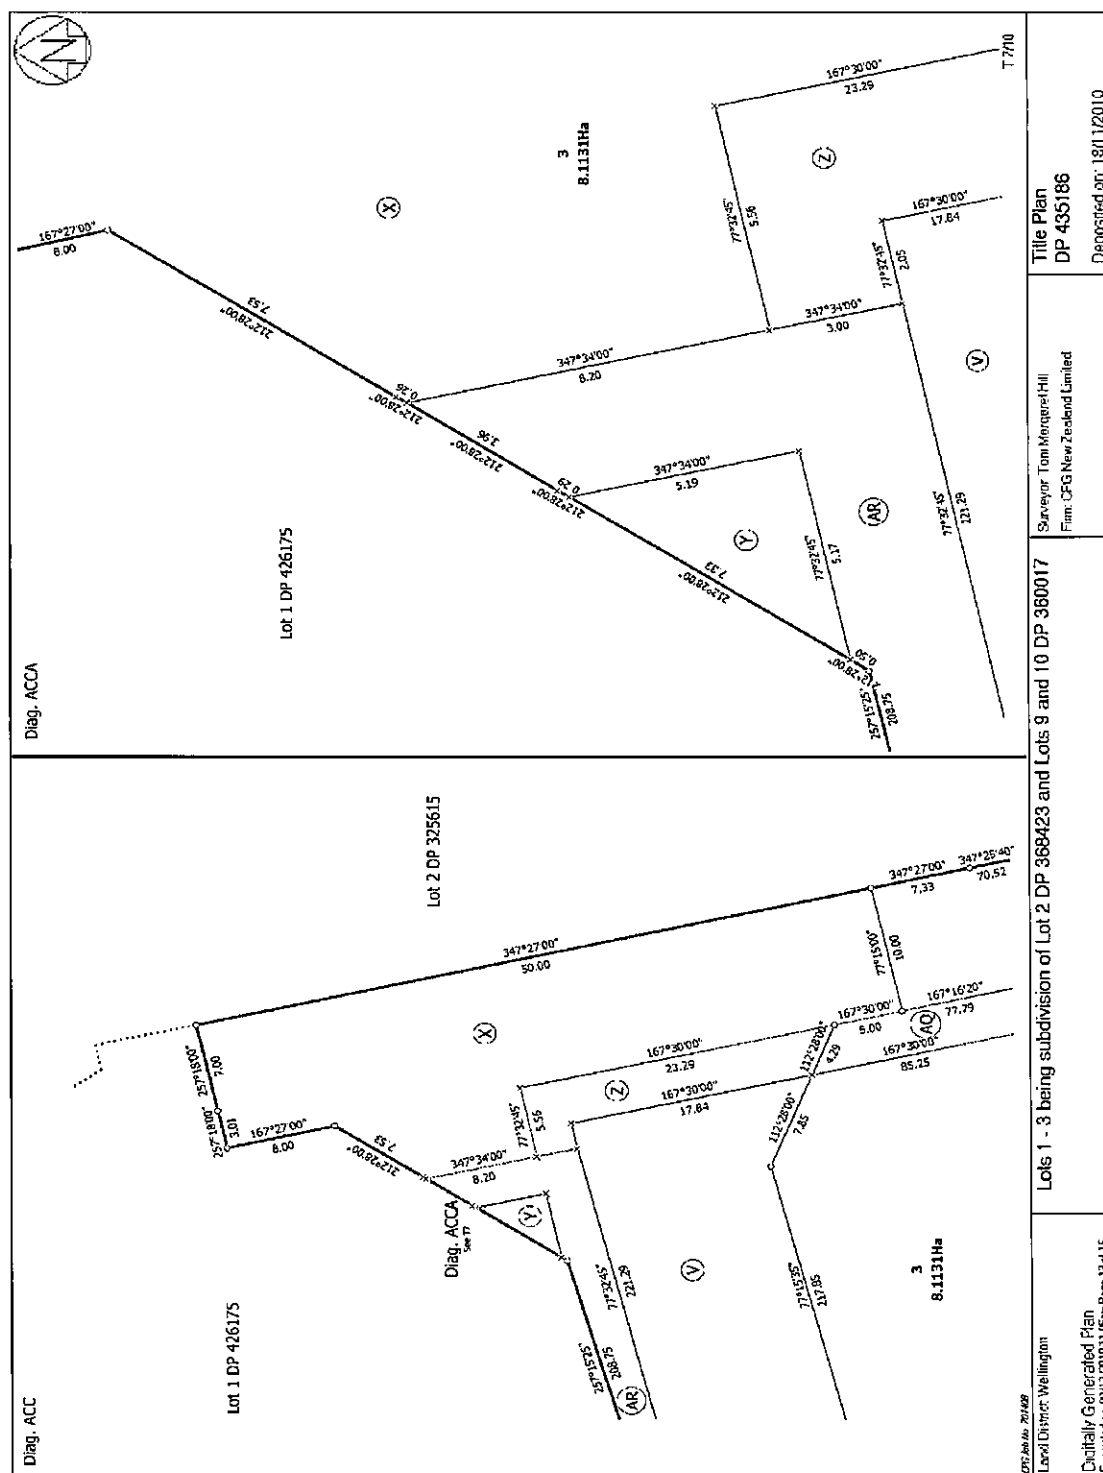 Diag. ACC
Lot 1 DP 426175
Lot 2 DP 325615
257°18'00"
7.00
257°18'00"
3.01
167°27'00"
8.00
212°28'00"
7.53
347°34'00"
8.20
Diag. ACCA
See T7
Y
X
Z
V
AR
AQ
77°32'45"
5.56
167°30'00"
23.29
167°30'00"
17.84
347°27'00"
50.00
347°27'00"
7.33
347°25'40"
70.52
77°15'00"
10.00
167°30'00"
5.00
167°16'20"
77.79
112°28'00"
4.29
112°28'00"
7.85
167°30'00"
85.25
257°15'25"
208.75
77°32'45"
221.29
77°15'35"
217.85
3
8.1131Ha
Diag. ACCA
Lot 1 DP 426175
N
167°27'00"
8.00
212°28'00"
7.53
212°28'00"
0.26
212°28'00"
3.96
212°28'00"
0.29
212°28'00"
7.33
212°28'00"
0.50
257°15'25"
208.75
347°34'00"
8.20
347°34'00"
5.19
77°32'45"
5.17
77°32'45"
5.56
347°34'00"
3.00
77°32'45"
2.05
167°30'00"
23.29
167°30'00"
17.84
77°32'45"
221.29
X
Y
Z
V
AR
3
8.1131Ha
T 7/10
Land District: Wellington
Digitally Generated Plan
Lots 1 - 3 being subdivision of Lot 2 DP 368423 and Lots 9 and 10 DP 360017
Surveyor: Tom Margaret Hill
Firm: CPG New Zealand Limited
Title Plan
DP 435186
Deposited on: 18/11/2010